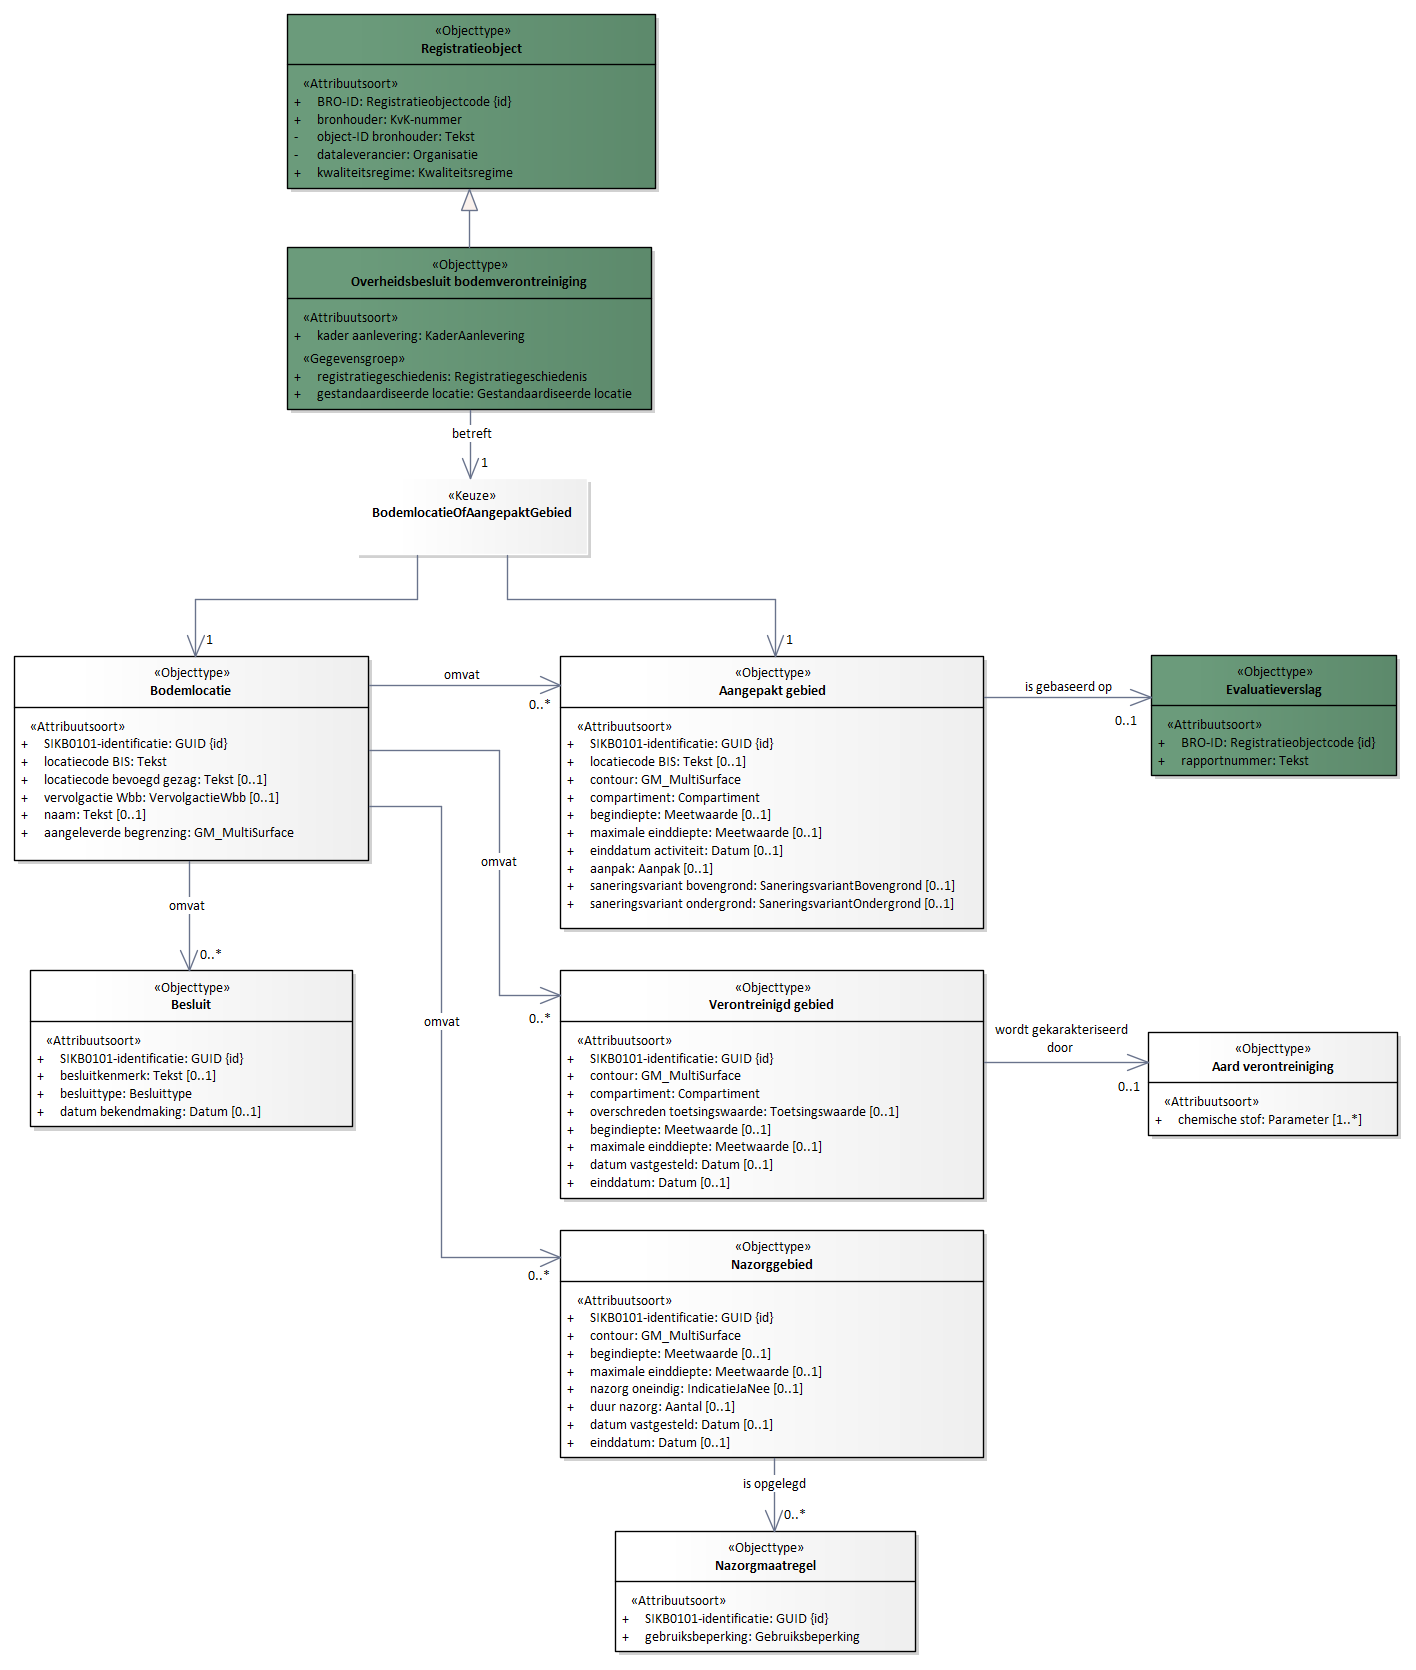 «Objecttype»
Registratieobject
«Attribuutsoort»
+ BRO-ID: Registratieobjectcode {id}
+ bronhouder: KvK-nummer
- object-ID bronhouder: Tekst
- dataleverancier: Organisatie
+ kwaliteitsregime: Kwaliteitsregime
«Objecttype»
Overheidsbesluit bodemverontreiniging
«Attribuutsoort»
+ kader aanlevering: KaderAanlevering
«Gegevensgroep»
+ registratiegeschiedenis: Registratiegeschiedenis
+ gestandaardiseerde locatie: Gestandaardiseerde locatie
betreft
1
«Keuze»
BodemlocatieOfAangepaktGebied
1
1
«Objecttype»
Bodemlocatie
«Attribuutsoort»
+ SIKB0101-identificatie: GUID {id}
+ locatiecode BIS: Tekst
+ locatiecode bevoegd gezag: Tekst [0..1]
+ vervolgactie Wbb: VervolgactieWbb [0..1]
+ naam: Tekst [0..1]
+ aangeleverde begrenzing: GM_MultiSurface
omvat
0..*
«Objecttype»
Aangepakt gebied
«Attribuutsoort»
+ SIKB0101-identificatie: GUID {id}
+ locatiecode BIS: Tekst [0..1]
+ contour: GM_MultiSurface
+ compartiment: Compartiment
+ begindiepte: Meetwaarde [0..1]
+ maximale einddiepte: Meetwaarde [0..1]
+ einddatum activiteit: Datum [0..1]
+ aanpak: Aanpak [0..1]
+ saneringsvariant bovengrond: SaneringsvariantBovengrond [0..1]
+ saneringsvariant ondergrond: SaneringsvariantOndergrond [0..1]
is gebaseerd op
0..1
«Objecttype»
Evaluatieverslag
«Attribuutsoort»
+ BRO-ID: Registratieobjectcode {id}
+ rapportnummer: Tekst
omvat
0..*
«Objecttype»
Besluit
«Attribuutsoort»
+ SIKB0101-identificatie: GUID {id}
+ besluitkenmerk: Tekst [0..1]
+ besluittype: Besluittype
+ datum bekendmaking: Datum [0..1]
omvat
0..*
«Objecttype»
Verontreinigd gebied
«Attribuutsoort»
+ SIKB0101-identificatie: GUID {id}
+ contour: GM_MultiSurface
+ compartiment: Compartiment
+ overschreden toetsingswaarde: Toetsingswaarde [0..1]
+ begindiepte: Meetwaarde [0..1]
+ maximale einddiepte: Meetwaarde [0..1]
+ datum vastgesteld: Datum [0..1]
+ einddatum: Datum [0..1]
wordt gekarakteriseerd
door
0..1
«Objecttype»
Aard verontreiniging
«Attribuutsoort»
+ chemische stof: Parameter [1..*]
omvat
0..*
«Objecttype»
Nazorggebied
«Attribuutsoort»
+ SIKB0101-identificatie: GUID {id}
+ contour: GM_MultiSurface
+ begindiepte: Meetwaarde [0..1]
+ maximale einddiepte: Meetwaarde [0..1]
+ nazorg oneindig: IndicatieJaNee [0..1]
+ duur nazorg: Aantal [0..1]
+ datum vastgesteld: Datum [0..1]
+ einddatum: Datum [0..1]
is opgelegd
0..*
«Objecttype»
Nazorgmaatregel
«Attribuutsoort»
+ SIKB0101-identificatie: GUID {id}
+ gebruiksbeperking: Gebruiksbeperking